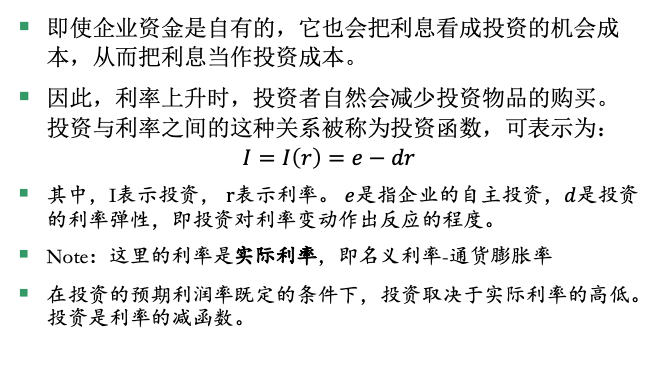 即使企业资金是自有的，它也会把利息看成投资的机会成
本，从而把利息当作投资成本。
因此，利率上升时，投资者自然会减少投资物品的购买。
投资与利率之间的这种关系被称为投资函数，可表示为：
I = I(r) = e − dr
其中，I表示投资， r表示利率。 e是指企业的自主投资，d是投资
的利率弹性，即投资对利率变动作出反应的程度。
Note：这里的利率是实际利率，即名义利率-通货膨胀率
在投资的预期利润率既定的条件下，投资取决于实际利率的高低。
投资是利率的减函数。